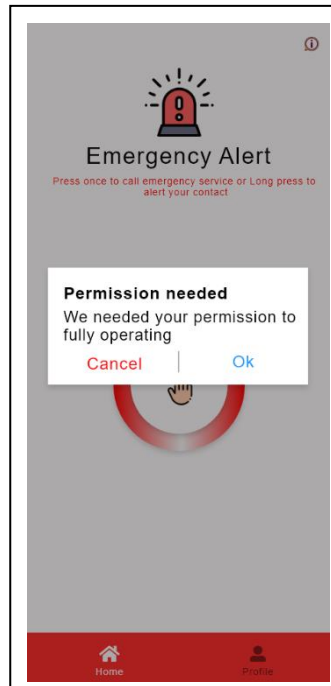 Emergency Alert
Press once to call emergency service or Long press to
alert your contact
Permission needed
We needed your permission to
fully operating
Cancel
Ok
Home
Profile